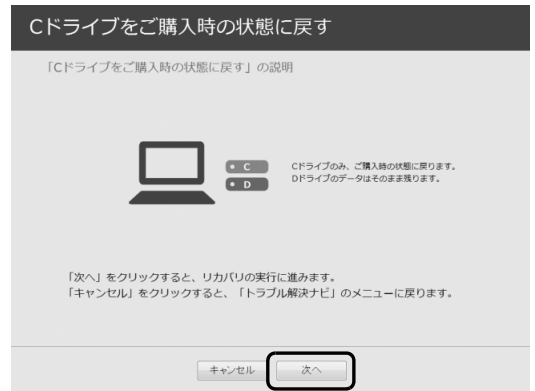 Cドライブをご購入時の状態に戻す
「Cドライブをご購入時の状態に戻す」の説明
C
D
Cドライブのみ、ご購入時の状態に戻ります。
Dドライブのデータはそのまま残ります。
「次へ」をクリックすると、リカバリの実行に進みます。
「キャンセル」をクリックすると、「トラブル解決ナビ」のメニューに戻ります。
キャンセル
次へ